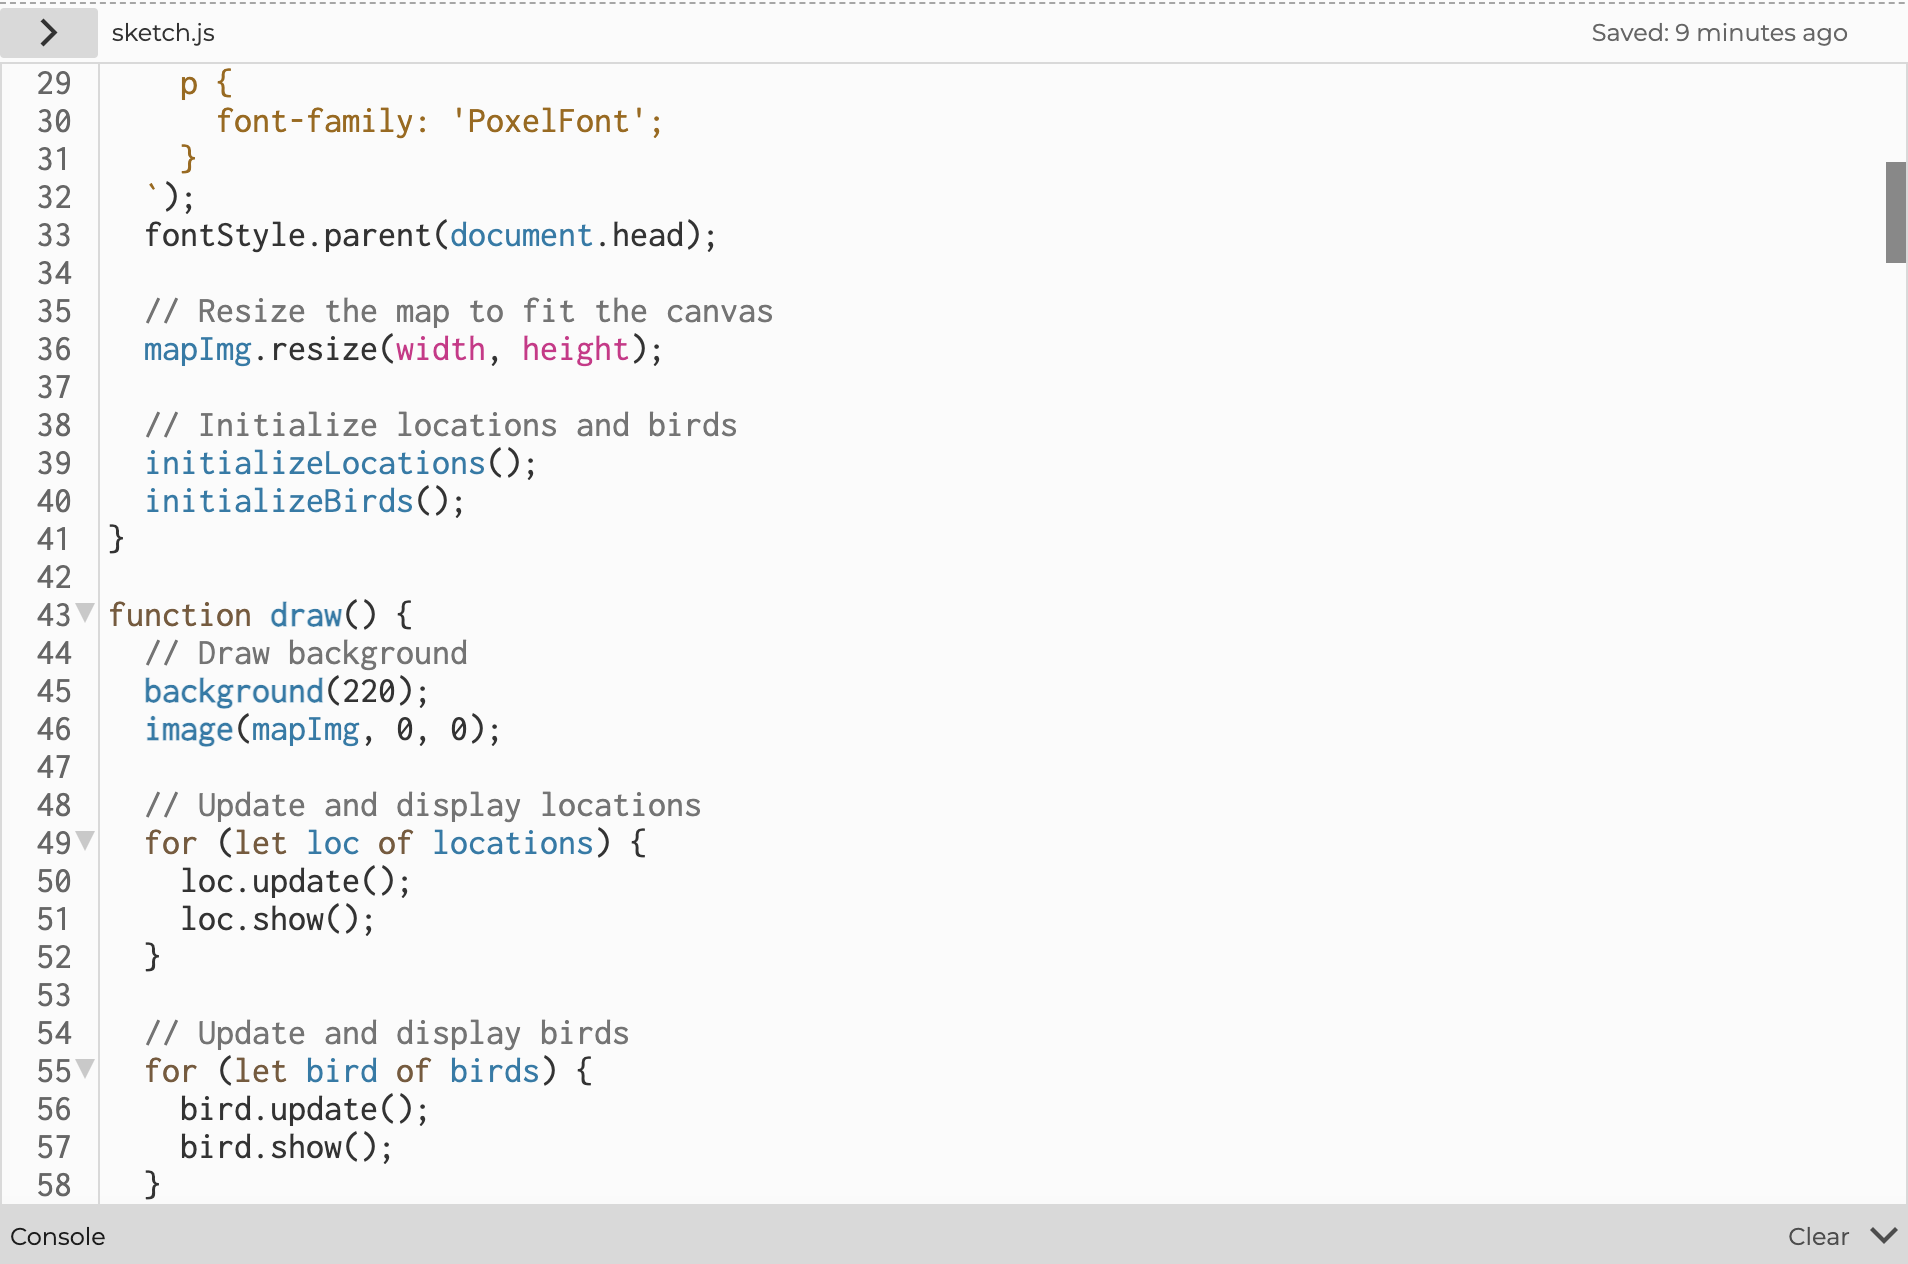 sketch.js Saved: 9 minutes ago
29 p {
30 font-family: 'PoxelFont';
31 }
32 `);
33 fontStyle.parent(document.head);
34
35 // Resize the map to fit the canvas
36 mapImg.resize(width, height);
37
38 // Initialize locations and birds
39 initializeLocations();
40 initializeBirds();
41 }
42
43 function draw() {
44 // Draw background
45 background(220);
46 image(mapImg, 0, 0);
47
48 // Update and display locations
49 for (let loc of locations) {
50 loc.update();
51 loc.show();
52 }
53
54 // Update and display birds
55 for (let bird of birds) {
56 bird.update();
57 bird.show();
58 }
Console Clear